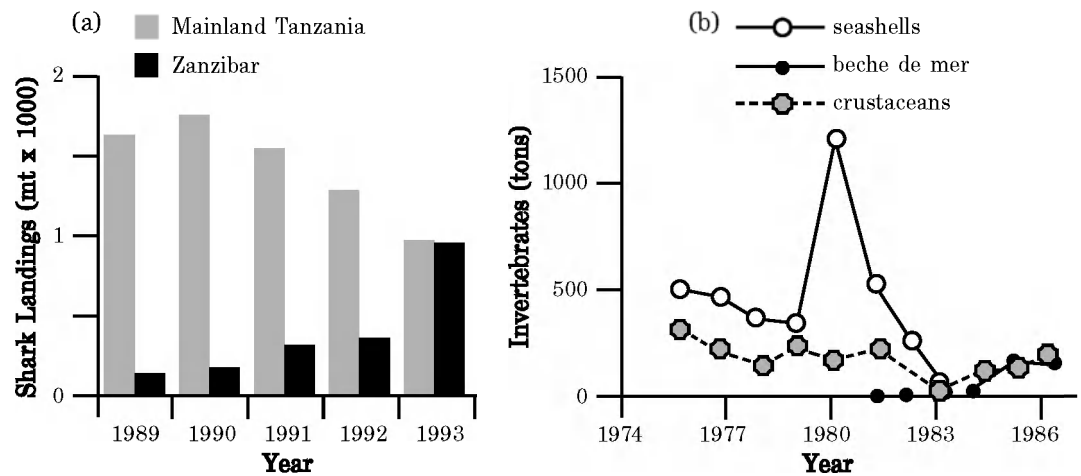 (a)
Mainland Tanzania
Zanzibar
Shark Landings (mt x 1000)
2
1
0
1989 1990 1991 1992 1993
Year
(b)
seashells
beche de mer
crustaceans
Invertebrates (tons)
1500
1000
500
0
1974 1977 1980 1983 1986
Year